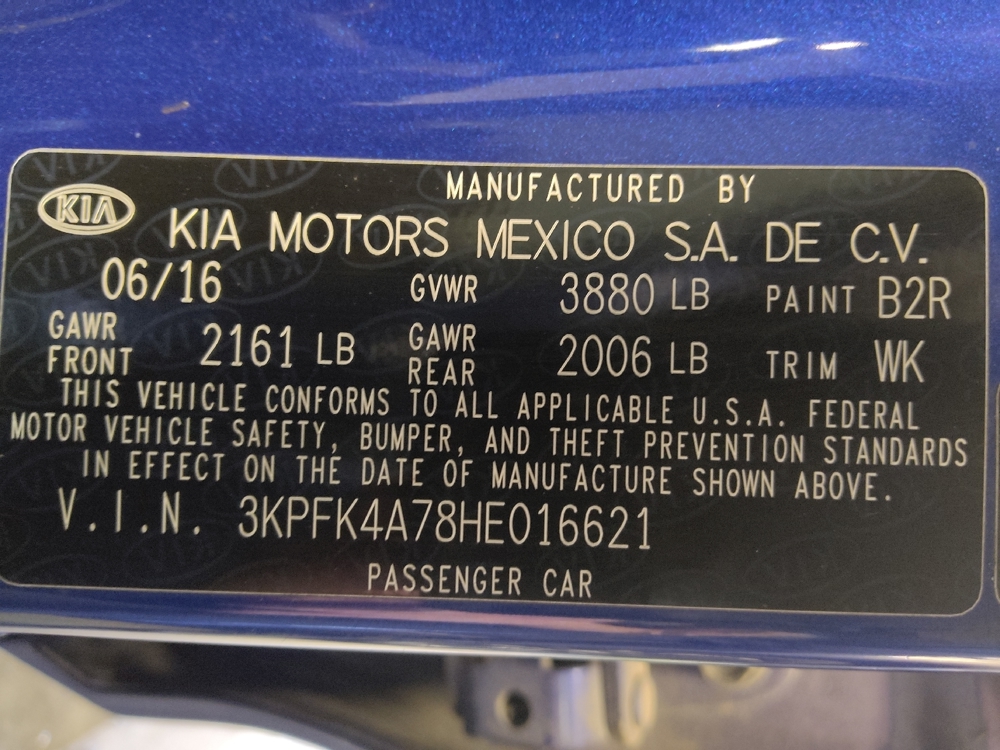 MANUFACTURED BY
KIA KIA MOTORS MEXICO S.A. DE C.V.
06/16 GVWR 3880 LB PAINT B2R
GAWR FRONT 2161 LB GAWR REAR 2006 LB TRIM WK
THIS VEHICLE CONFORMS TO ALL APPLICABLE U.S.A. FEDERAL
MOTOR VEHICLE SAFETY, BUMPER, AND THEFT PREVENTION STANDARDS
IN EFFECT ON THE DATE OF MANUFACTURE SHOWN ABOVE.
V.I.N. 3KPFK4A78HE016621
PASSENGER CAR